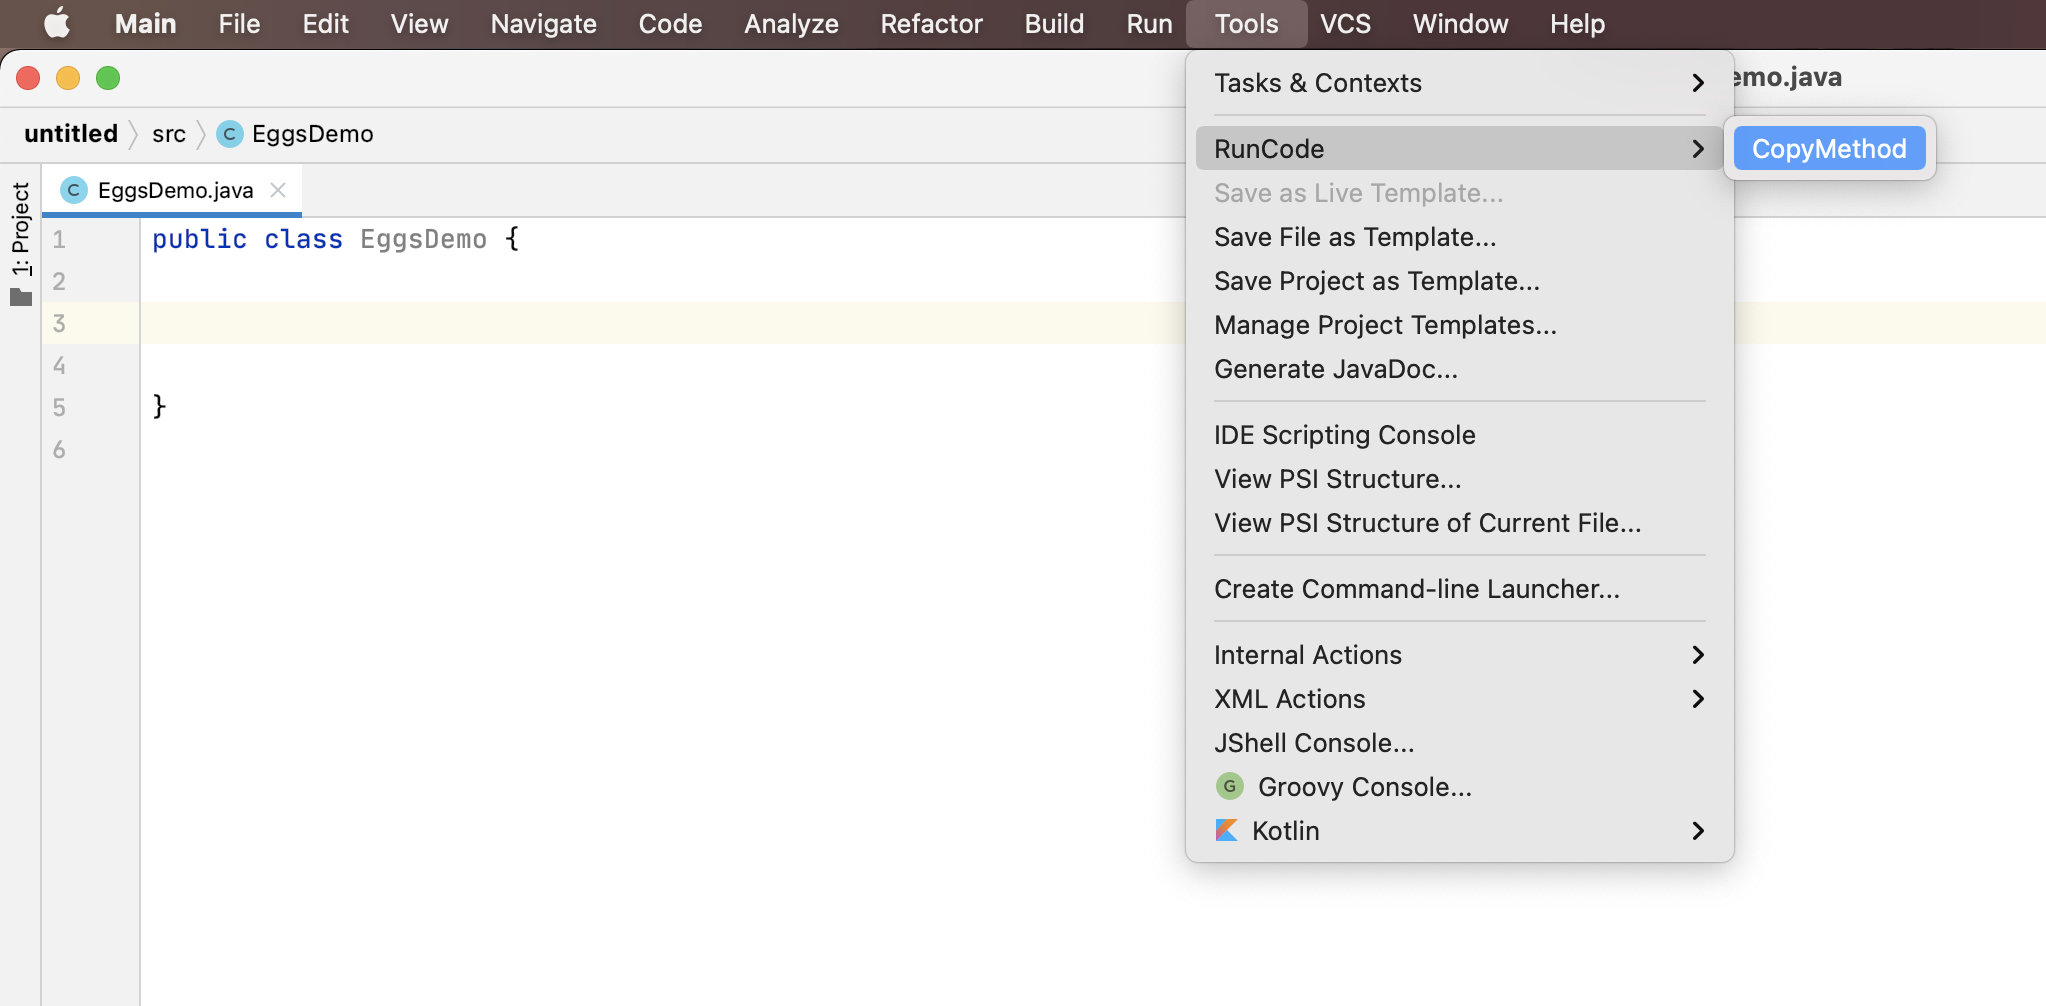 Main File Edit View Navigate Code Analyze Refactor Build Run Tools VCS Window Help
emo.java
untitled src C EggsDemo
C EggsDemo.java
1: Project
1 public class EggsDemo {
2
3
4
5 }
6
Tasks & Contexts
RunCode
CopyMethod
Save as Live Template...
Save File as Template...
Save Project as Template...
Manage Project Templates...
Generate JavaDoc...
IDE Scripting Console
View PSI Structure...
View PSI Structure of Current File...
Create Command-line Launcher...
Internal Actions
XML Actions
JShell Console...
G Groovy Console...
Kotlin